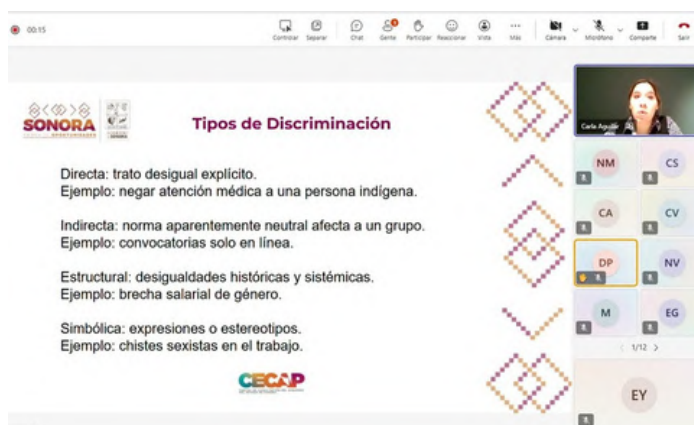 00:15
Controlar Separar Chat Gente Participar Reaccionar Vista Más Cámara Micrófono Compartir Salir
SONORA
Tipos de Discriminación
Directa: trato desigual explícito.
Ejemplo: negar atención médica a una persona indígena.
Indirecta: norma aparentemente neutral afecta a un grupo.
Ejemplo: convocatorias solo en línea.
Estructural: desigualdades históricas y sistémicas.
Ejemplo: brecha salarial de género.
Simbólica: expresiones o estereotipos.
Ejemplo: chistes sexistas en el trabajo.
CECAP
Carla Aguilar
NM CS
CA CV
DP NV
M EG
1/12
EY